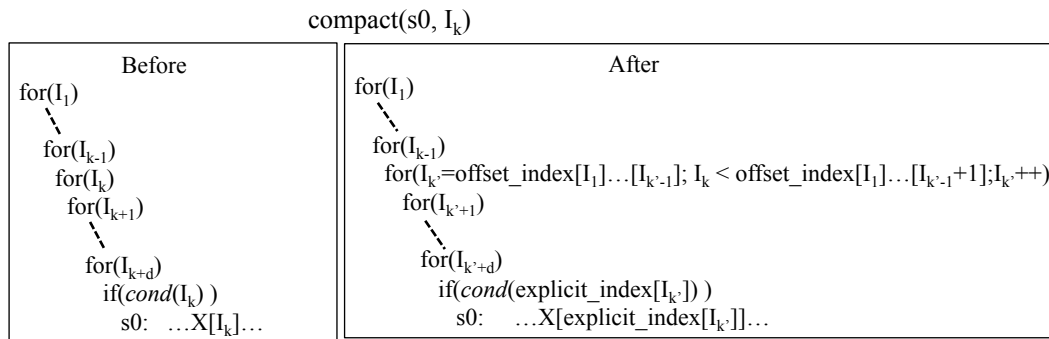 compact(s0, Iₖ)
Before
for(I₁)
for(Iₖ₋₁)
for(Iₖ)
for(Iₖ₊₁)
for(Iₖ₊d)
if(cond(Iₖ) )
s0: …X[Iₖ]…
After
for(I₁)
for(Iₖ₋₁)
for(Iₖ’=offset_index[I₁]…[Iₖ’₋₁]; Iₖ < offset_index[I₁]…[Iₖ’₋₁+1];Iₖ’++)
for(Iₖ’₊₁)
for(Iₖ’₊d)
if(cond(explicit_index[Iₖ’]) )
s0: …X[explicit_index[Iₖ’]]…